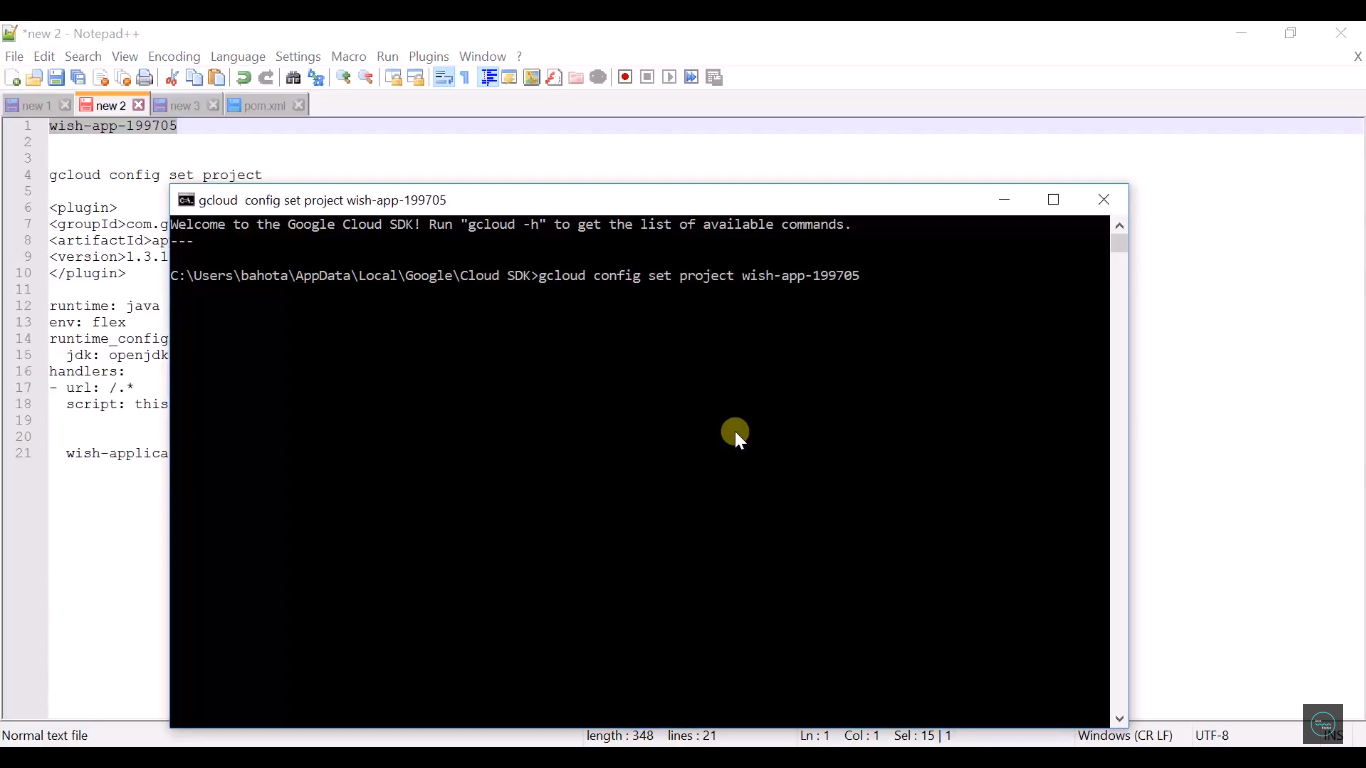 *new 2 - Notepad++
File Edit Search View Encoding Language Settings Macro Run Plugins Window ? X
new 1 new 2 new 3 pom.xml
1 wish-app-199705
2
3
4 gcloud config set project
5
6 <plugin>
7 <groupId>com.g
8 <artifactId>ap
9 <version>1.3.1
10 </plugin>
11
12 runtime: java
13 env: flex
14 runtime_config
15 jdk: openjdk
16 handlers:
17 - url: /.*
18 script: this
19
20
21 wish-applica
gcloud config set project wish-app-199705
Welcome to the Google Cloud SDK! Run "gcloud -h" to get the list of available commands.
---
C:\Users\bahota\AppData\Local\Google\Cloud SDK>gcloud config set project wish-app-199705
Normal text file length : 348 lines : 21 Ln : 1 Col : 1 Sel : 15 | 1 Windows (CR LF) UTF-8 INS